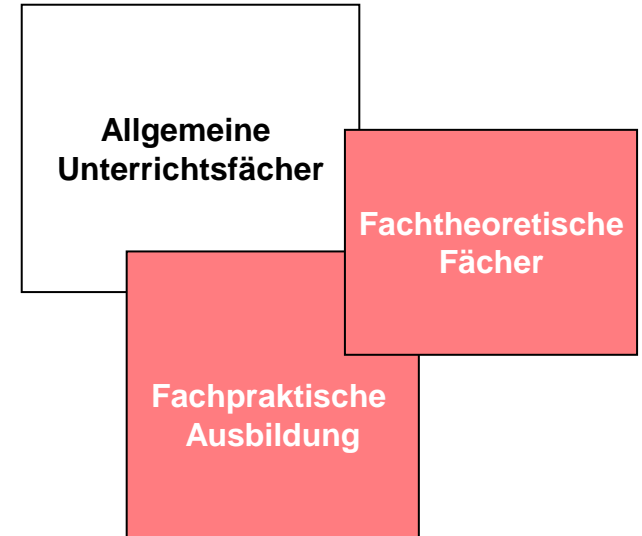 Allgemeine
Unterrichtsfächer
Fachtheoretische
Fächer
Fachpraktische
Ausbildung